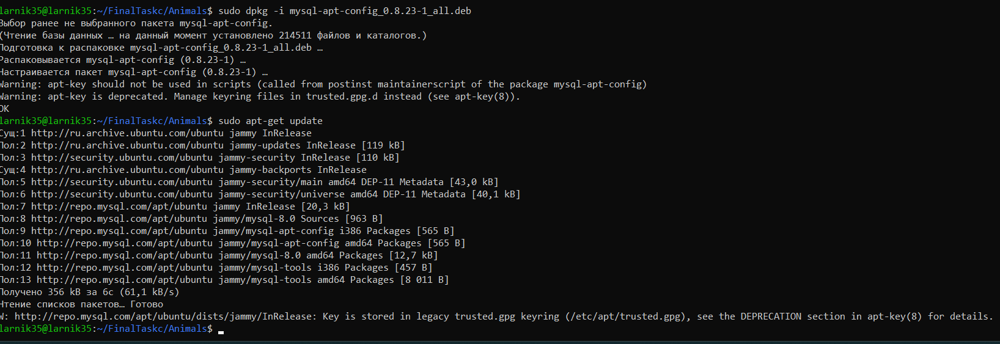 larnik35@larnik35:~/FinalTaskc/Animals$ sudo dpkg -i mysql-apt-config_0.8.23-1_all.deb
Выбор ранее не выбранного пакета mysql-apt-config.
(Чтение базы данных … на данный момент установлено 214511 файлов и каталогов.)
Подготовка к распаковке mysql-apt-config_0.8.23-1_all.deb …
Распаковывается mysql-apt-config (0.8.23-1) …
Настраивается пакет mysql-apt-config (0.8.23-1) …
Warning: apt-key should not be used in scripts (called from postinst maintainerscript of the package mysql-apt-config)
Warning: apt-key is deprecated. Manage keyring files in trusted.gpg.d instead (see apt-key(8)).
OK
larnik35@larnik35:~/FinalTaskc/Animals$ sudo apt-get update
Сущ:1 http://ru.archive.ubuntu.com/ubuntu jammy InRelease
Пол:2 http://ru.archive.ubuntu.com/ubuntu jammy-updates InRelease [119 kB]
Пол:3 http://security.ubuntu.com/ubuntu jammy-security InRelease [110 kB]
Сущ:4 http://ru.archive.ubuntu.com/ubuntu jammy-backports InRelease
Пол:5 http://security.ubuntu.com/ubuntu jammy-security/main amd64 DEP-11 Metadata [43,0 kB]
Пол:6 http://security.ubuntu.com/ubuntu jammy-security/universe amd64 DEP-11 Metadata [40,1 kB]
Пол:7 http://repo.mysql.com/apt/ubuntu jammy InRelease [20,3 kB]
Пол:8 http://repo.mysql.com/apt/ubuntu jammy/mysql-8.0 Sources [963 B]
Пол:9 http://repo.mysql.com/apt/ubuntu jammy/mysql-apt-config i386 Packages [565 B]
Пол:10 http://repo.mysql.com/apt/ubuntu jammy/mysql-apt-config amd64 Packages [565 B]
Пол:11 http://repo.mysql.com/apt/ubuntu jammy/mysql-8.0 amd64 Packages [12,7 kB]
Пол:12 http://repo.mysql.com/apt/ubuntu jammy/mysql-tools i386 Packages [457 B]
Пол:13 http://repo.mysql.com/apt/ubuntu jammy/mysql-tools amd64 Packages [8 011 B]
Получено 356 kB за 6с (61,1 kB/s)
Чтение списков пакетов… Готово
W: http://repo.mysql.com/apt/ubuntu/dists/jammy/InRelease: Key is stored in legacy trusted.gpg keyring (/etc/apt/trusted.gpg), see the DEPRECATION section in apt-key(8) for details.
larnik35@larnik35:~/FinalTaskc/Animals$